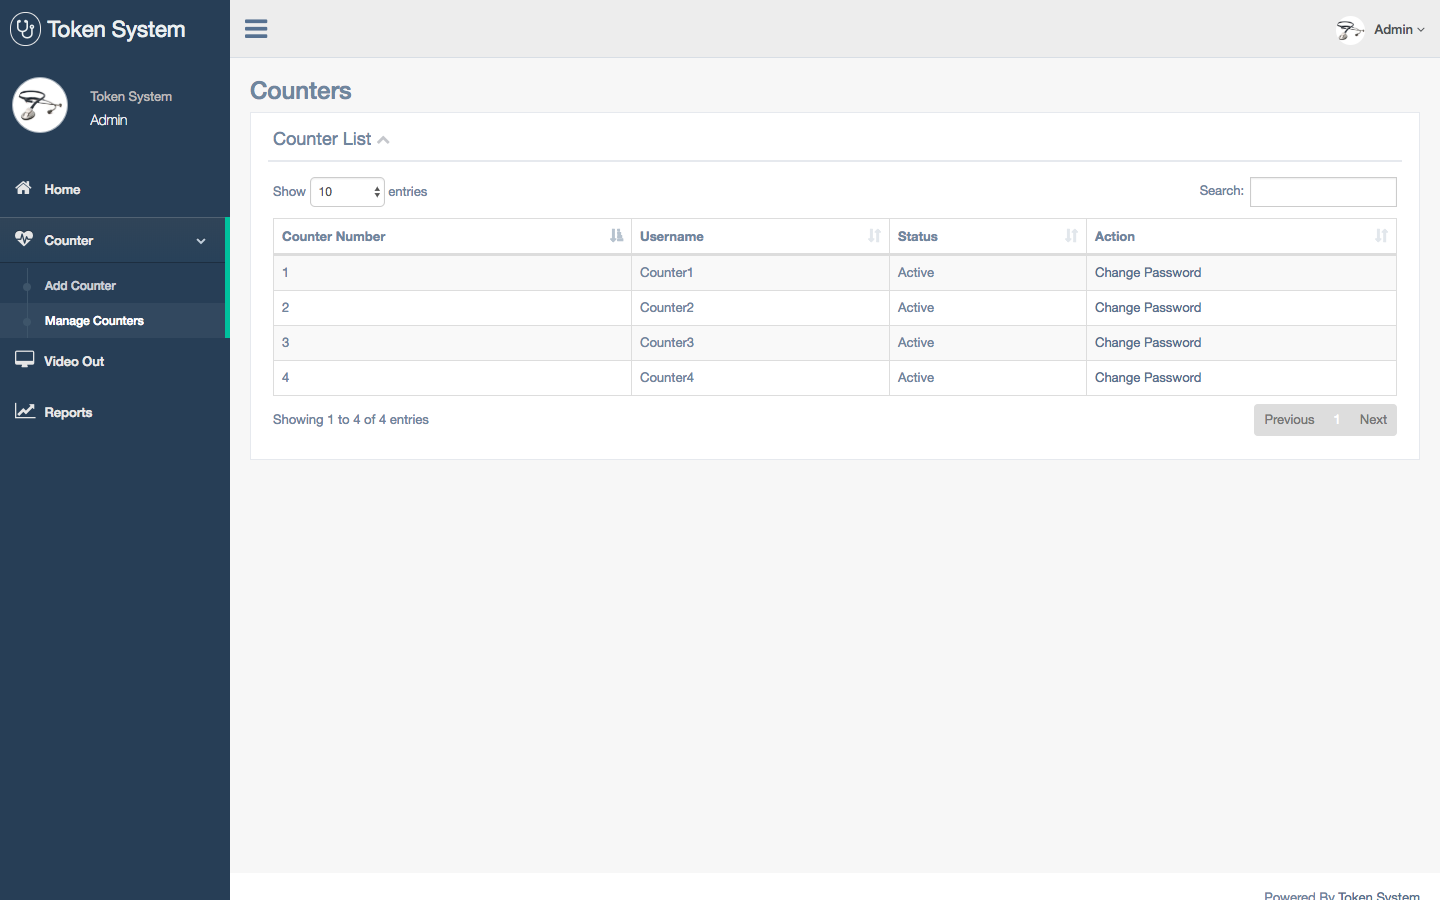 Token System
Admin
Token System
Admin
Home
Counter
Add Counter
Manage Counters
Video Out
Reports
Counters
Counter List
Show 10 entries
Search:
Counter Number Username Status Action
1 Counter1 Active Change Password
2 Counter2 Active Change Password
3 Counter3 Active Change Password
4 Counter4 Active Change Password
Showing 1 to 4 of 4 entries
Previous 1 Next
Powered By Token System